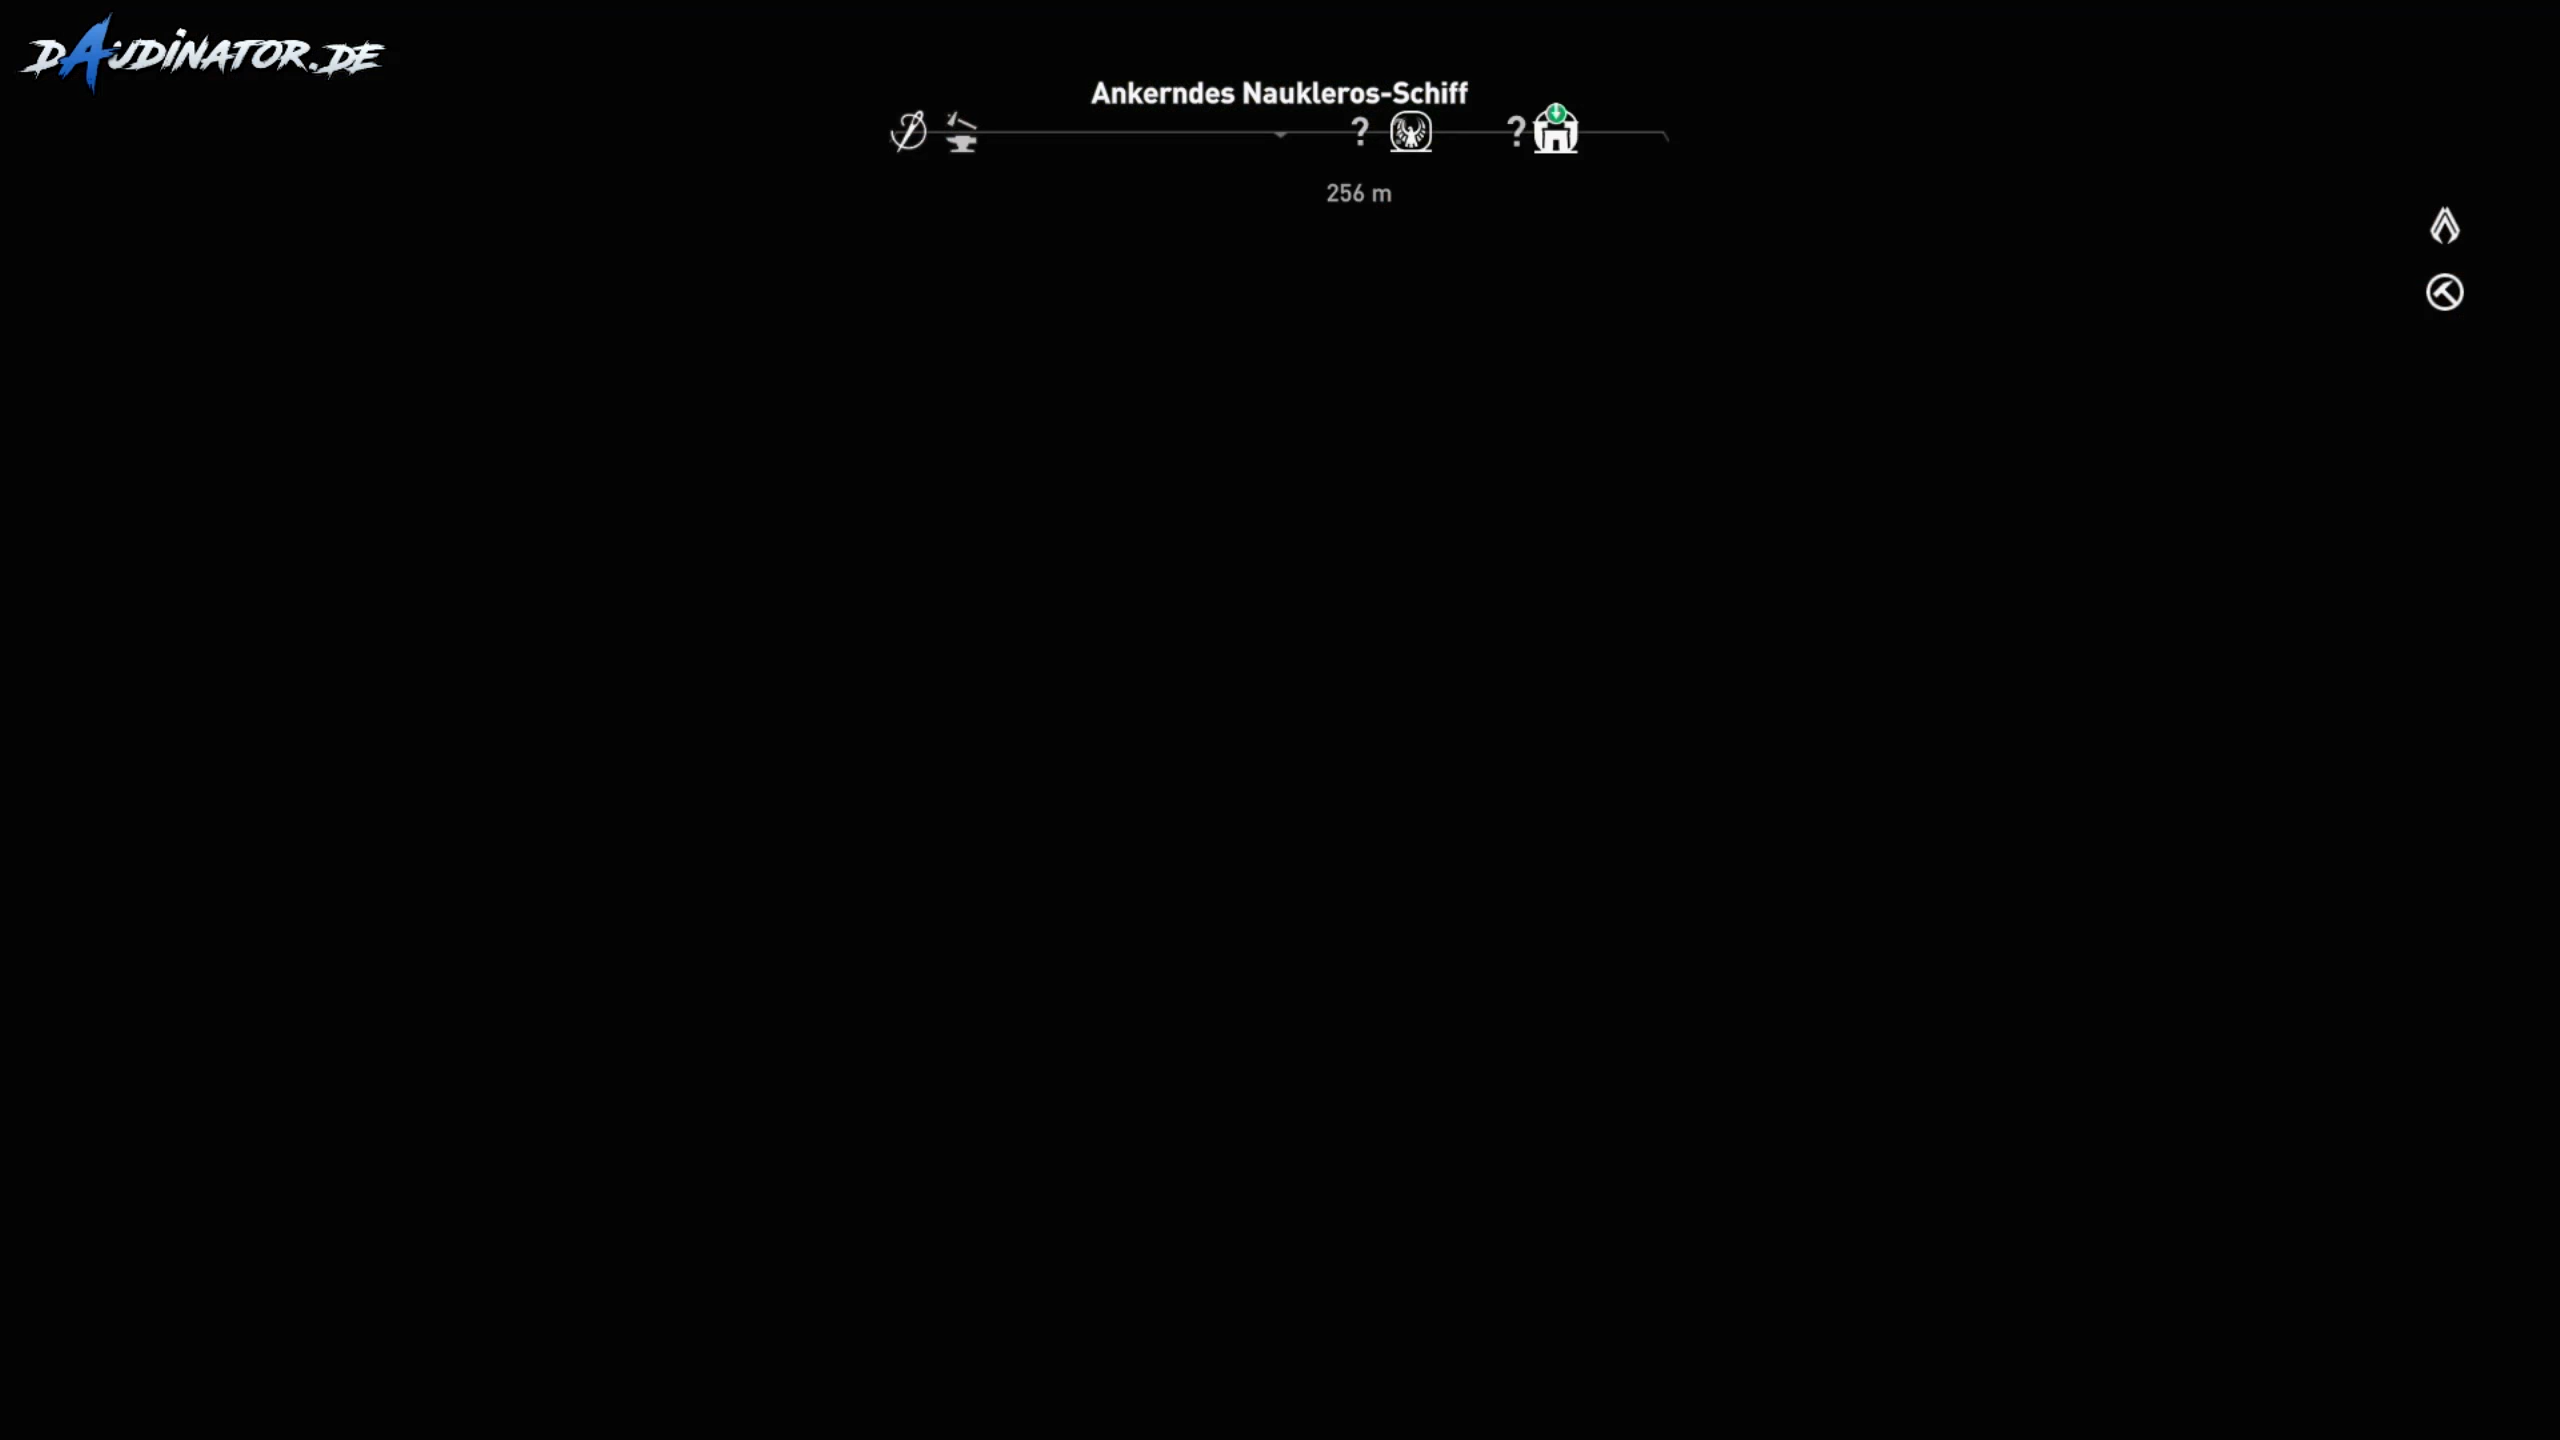 DAUDINATOR.DE
Ankerndes Naukleros-Schiff
? ?
256 m